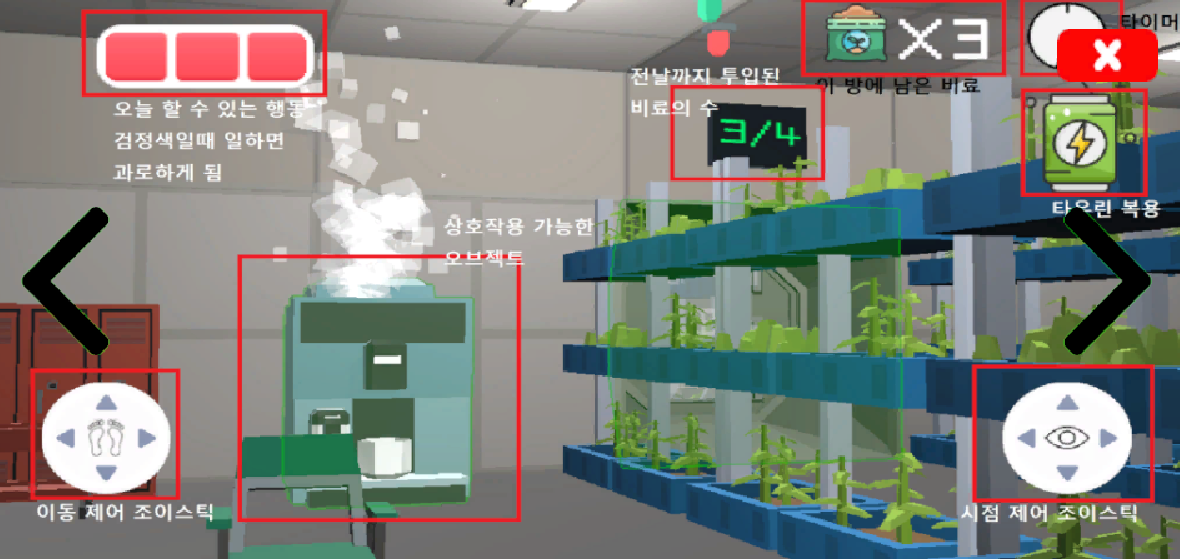 ×3
타이머
이 방에 남은 비료
전날까지 투입된
비료의 수
3/4
오늘 할 수 있는 행동
검정색일때 일하면
과로하게 됨
타우린 복용
상호작용 가능한
오브젝트
이동 제어 조이스틱
시점 제어 조이스틱